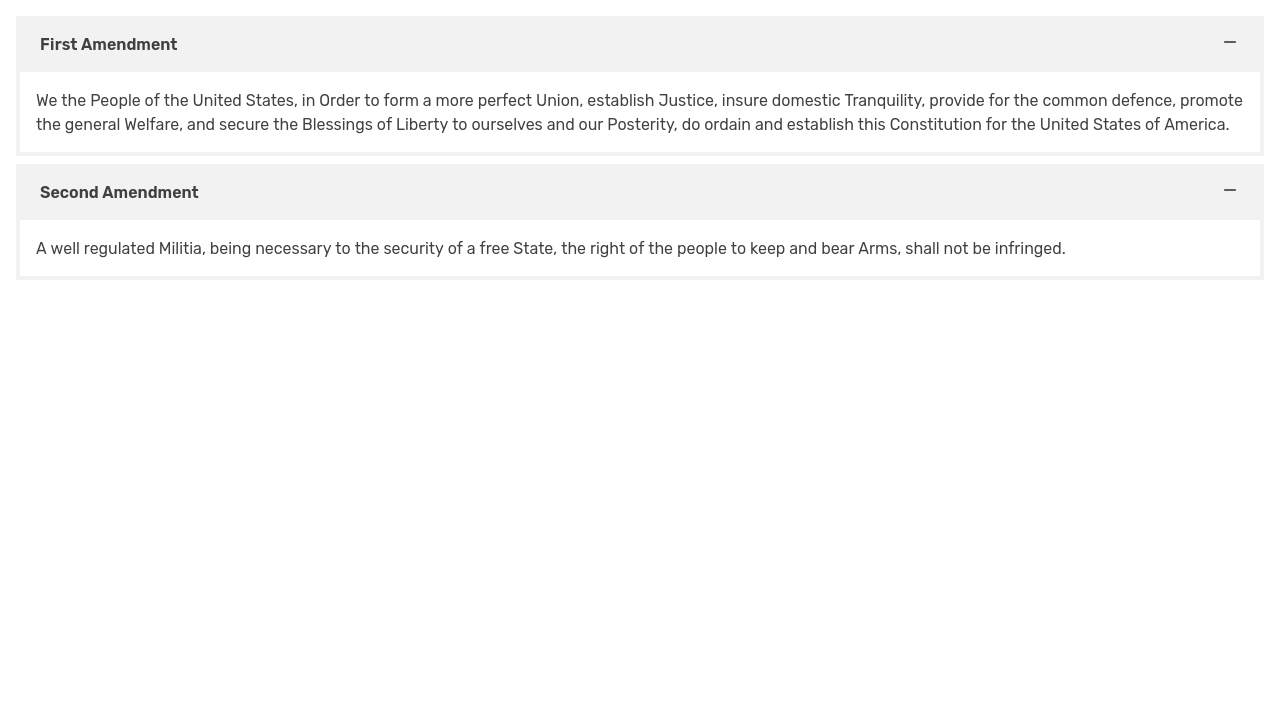 First Amendment
We the People of the United States, in Order to form a more perfect Union, establish Justice, insure domestic Tranquility, provide for the common defence, promote
the general Welfare, and secure the Blessings of Liberty to ourselves and our Posterity, do ordain and establish this Constitution for the United States of America.
Second Amendment
A well regulated Militia, being necessary to the security of a free State, the right of the people to keep and bear Arms, shall not be infringed.